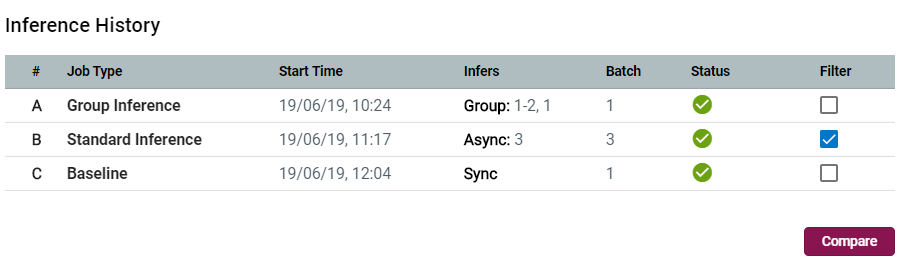 Inference History
# Job Type Start Time Infers Batch Status Filter
A Group Inference 19/06/19, 10:24 Group: 1-2, 1 1
B Standard Inference 19/06/19, 11:17 Async: 3 3
C Baseline 19/06/19, 12:04 Sync 1
Compare